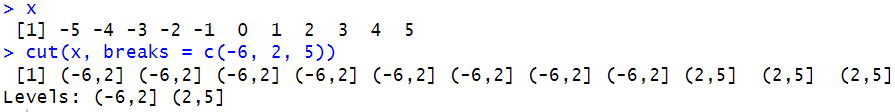 > x
 [1] -5 -4 -3 -2 -1  0  1  2  3  4  5
> cut(x, breaks = c(-6, 2, 5))
 [1] (-6,2] (-6,2] (-6,2] (-6,2] (-6,2] (-6,2] (-6,2] (-6,2] (2,5]  (2,5]  (2,5]
Levels: (-6,2] (2,5]